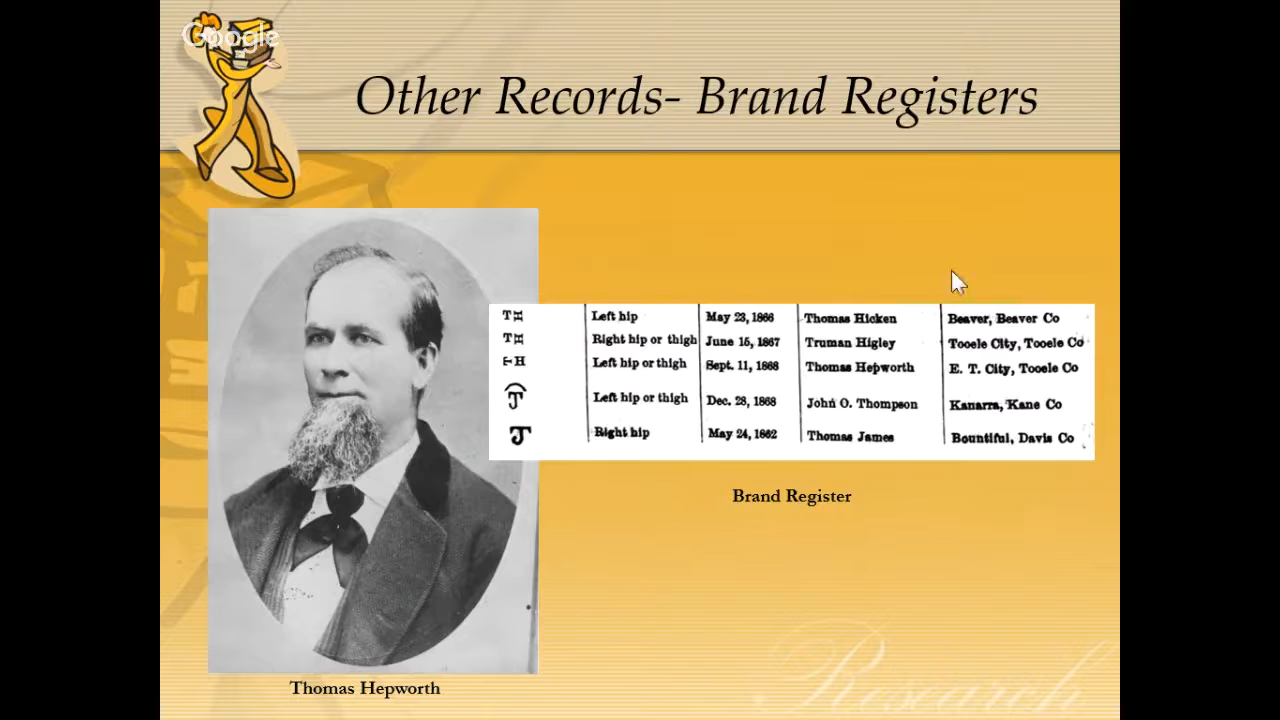 Google
Other Records- Brand Registers
TH Left hip May 23, 1866 Thomas Hicken Beaver, Beaver Co
TH Right hip or thigh June 15, 1867 Truman Higley Tooele City, Tooele Co
H Left hip or thigh Sept. 11, 1868 Thomas Hepworth E. T. City, Tooele Co
Left hip or thigh Dec. 28, 1868 John O. Thompson Kanarra, Kane Co
Right hip May 24, 1862 Thomas James Bountiful, Davis Co
Brand Register
Thomas Hepworth
Research